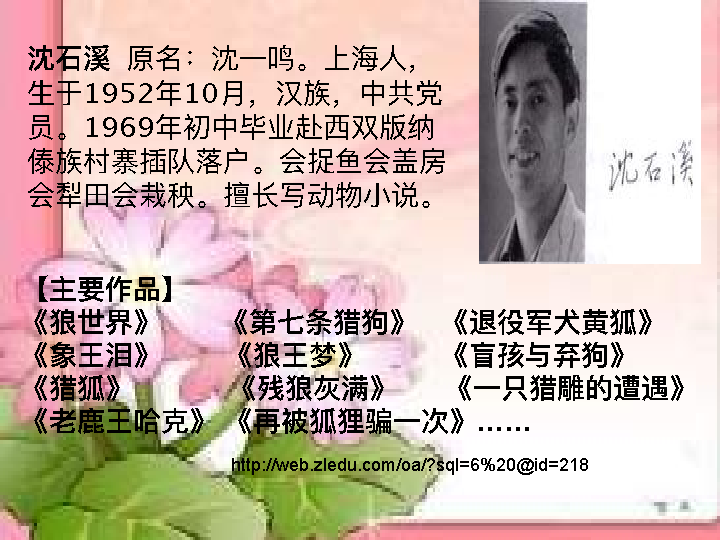 沈石溪 原名：沈一鸣。上海人，
生于1952年10月，汉族，中共党
员。1969年初中毕业赴西双版纳
傣族村寨插队落户。会捉鱼会盖房
会犁田会栽秧。擅长写动物小说。
沈石溪
【主要作品】
《狼世界》 《第七条猎狗》 《退役军犬黄狐》
《象王泪》 《狼王梦》 《盲孩与弃狗》
《猎狐》 《残狼灰满》 《一只猎雕的遭遇》
《老鹿王哈克》 《再被狐狸骗一次》……
http://web.zledu.com/oa/?sql=6%20@id=218